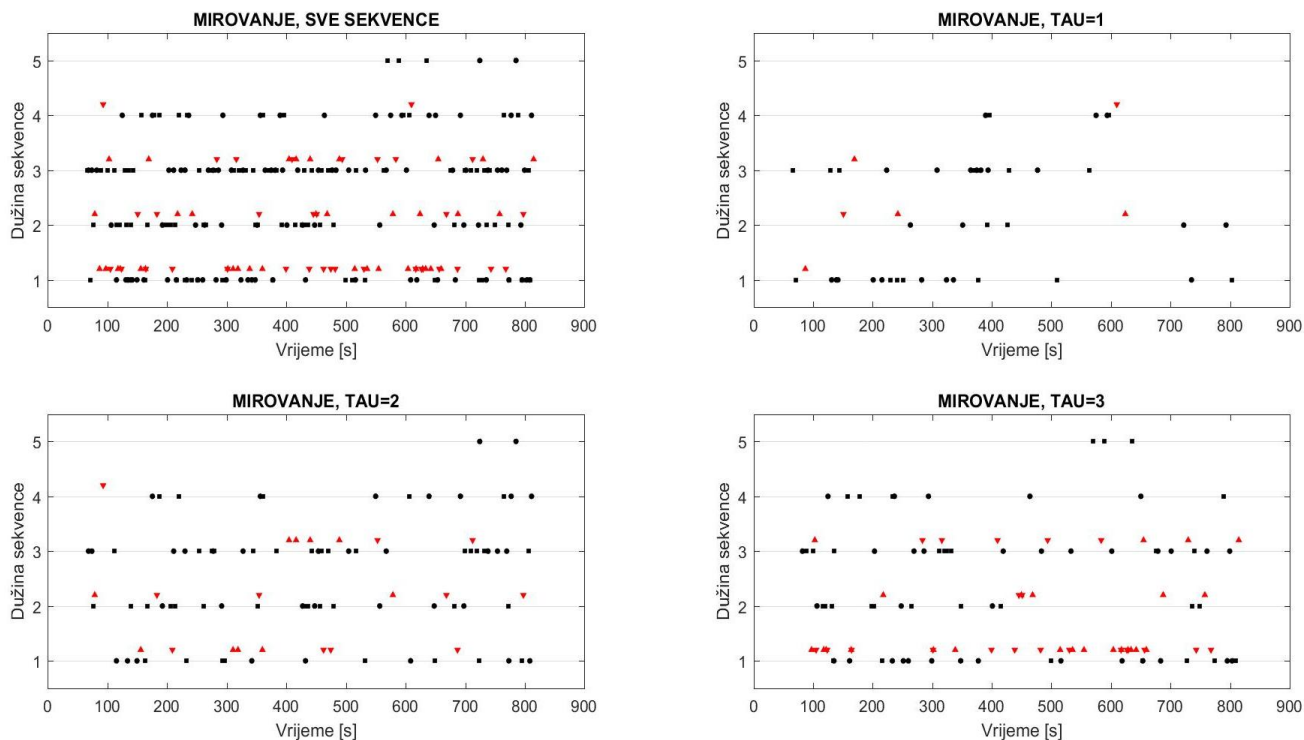 MIROVANJE, SVE SEKVENCE
Dužina sekvence
5
4
3
2
1
0 100 200 300 400 500 600 700 800 900
Vrijeme [s]
MIROVANJE, TAU=1
Dužina sekvence
5
4
3
2
1
0 100 200 300 400 500 600 700 800 900
Vrijeme [s]
MIROVANJE, TAU=2
Dužina sekvence
5
4
3
2
1
0 100 200 300 400 500 600 700 800 900
Vrijeme [s]
MIROVANJE, TAU=3
Dužina sekvence
5
4
3
2
1
0 100 200 300 400 500 600 700 800 900
Vrijeme [s]